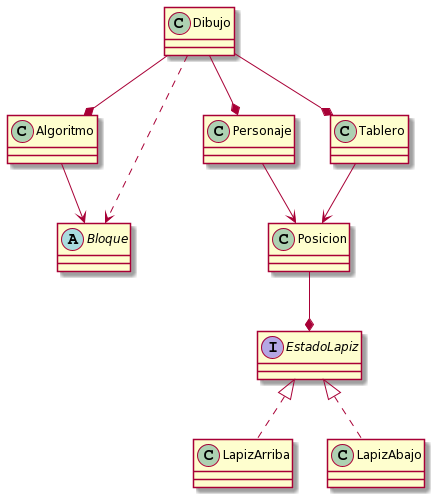 C Dibujo
C Algoritmo
C Personaje
C Tablero
A Bloque
C Posicion
I EstadoLapiz
C LapizArriba
C LapizAbajo